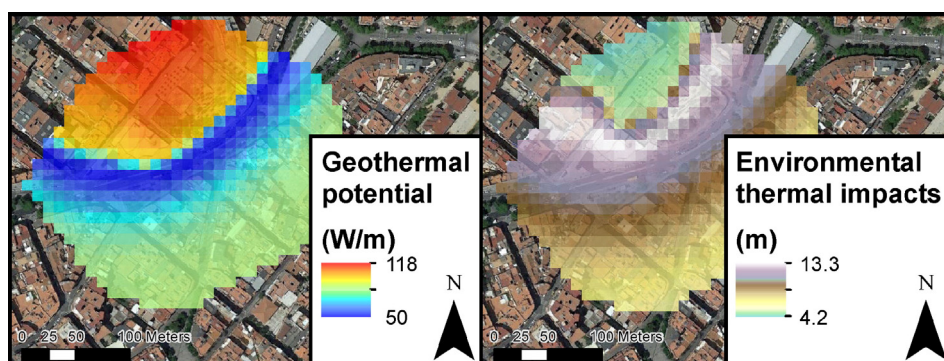 Geothermal
potential
(W/m)
118
50
N
0 25 50 100 Meters
Environmental
thermal impacts
(m)
13.3
4.2
N
0 25 50 100 Meters